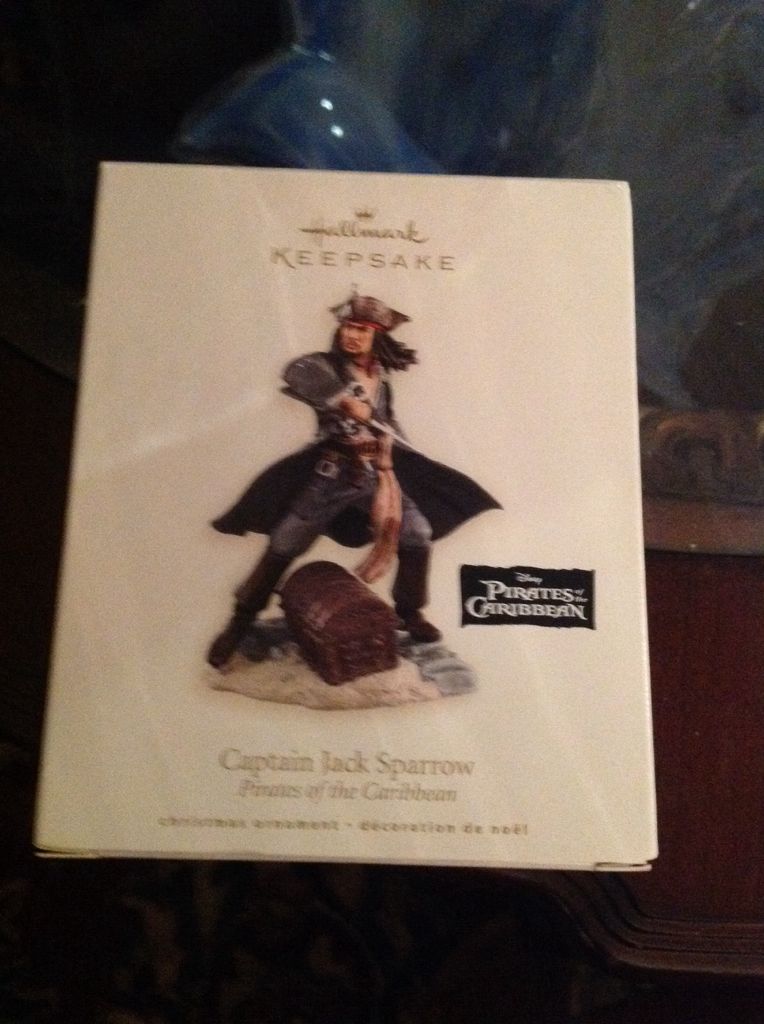 Hallmark
KEEPSAKE
Disney
PIRATES of the
CARIBBEAN
Captain Jack Sparrow
Pirates of the Caribbean
christmas ornament • décoration de noël